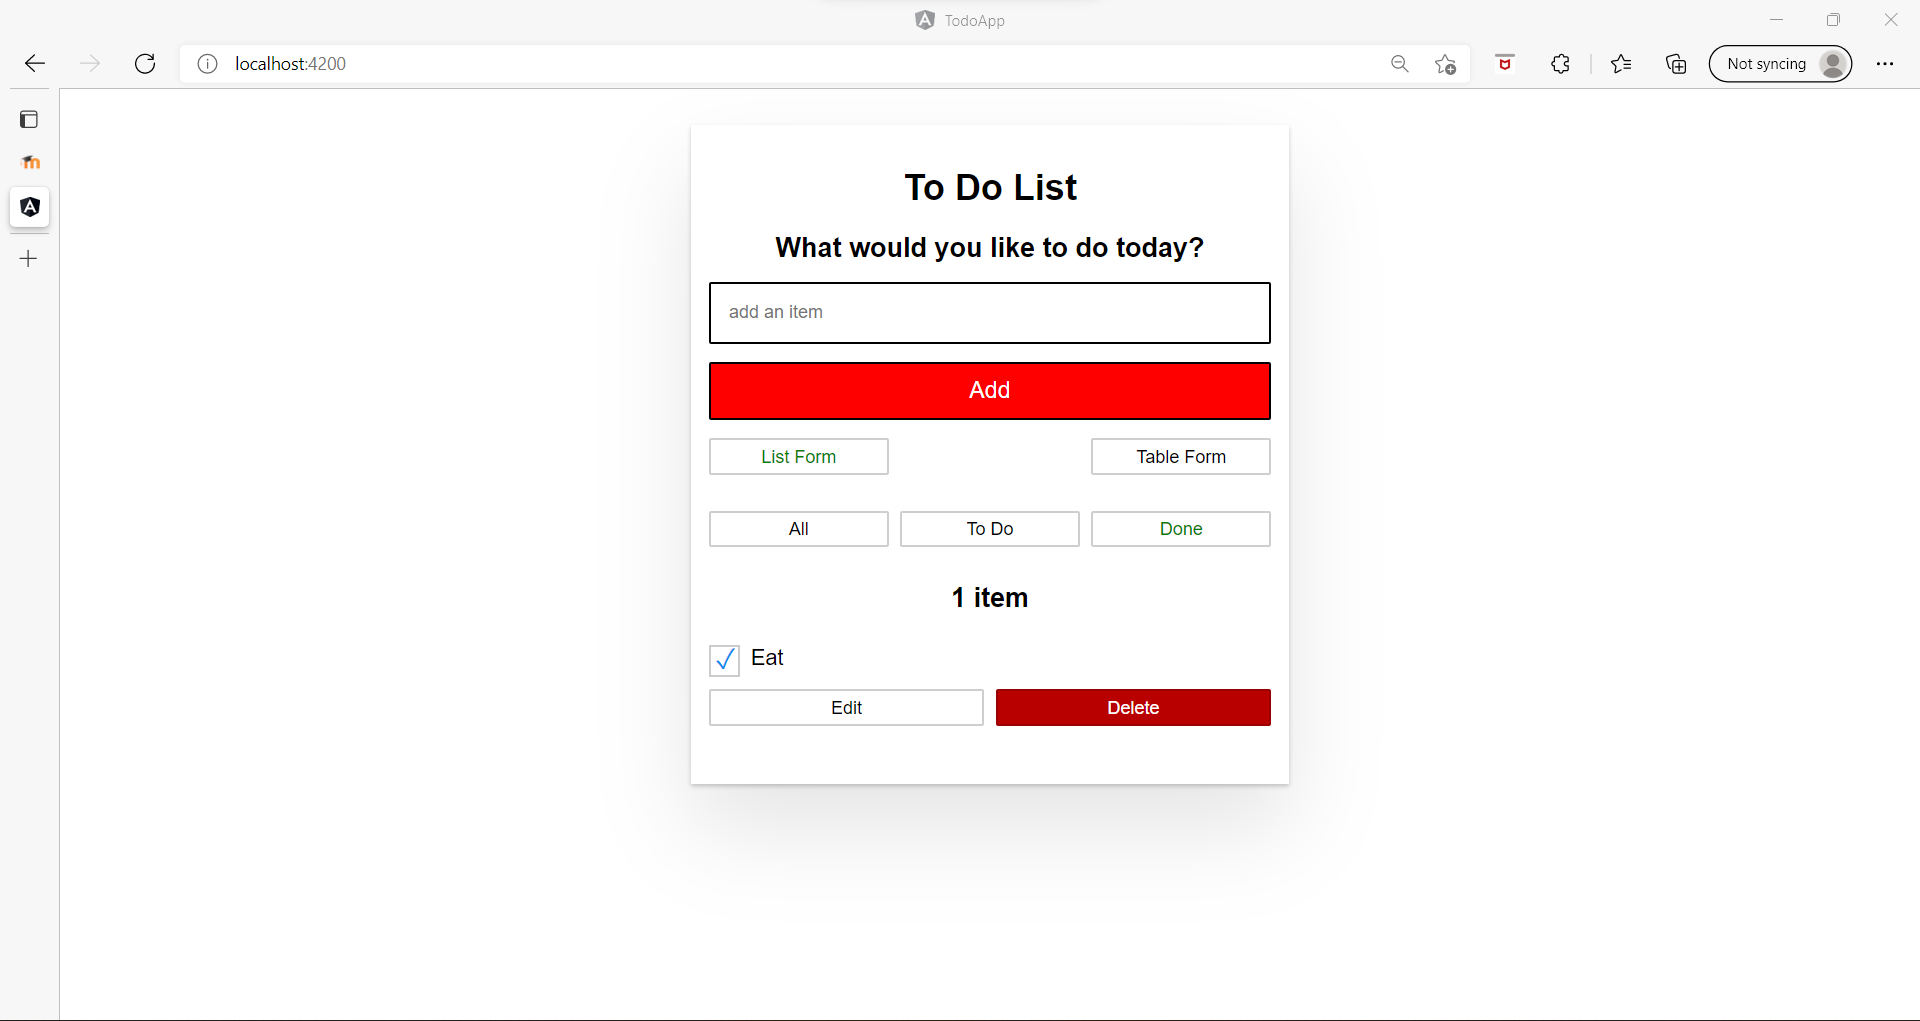 TodoApp
localhost:4200
Not syncing
To Do List
What would you like to do today?
add an item
Add
List Form
Table Form
All
To Do
Done
1 item
Eat
Edit
Delete